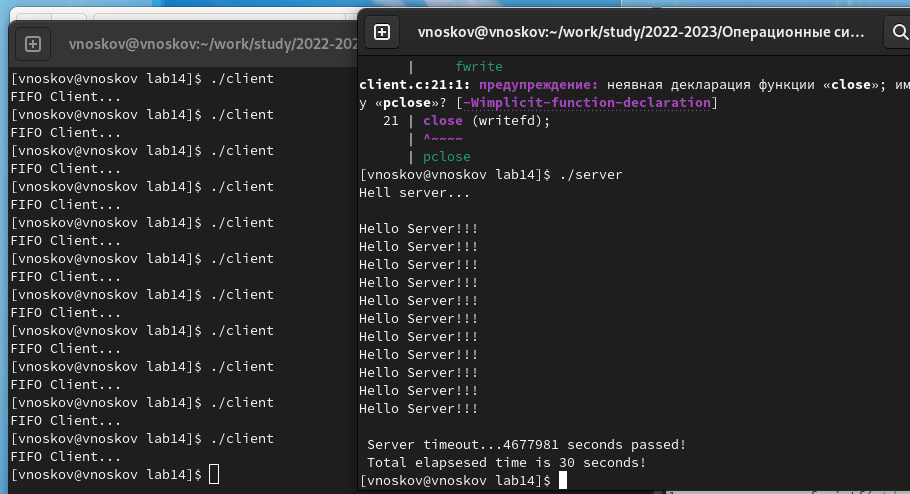 vnoskov@vnoskov:~/work/study/2022-202
[vnoskov@vnoskov lab14]$ ./client
FIFO Client...
[vnoskov@vnoskov lab14]$ ./client
FIFO Client...
[vnoskov@vnoskov lab14]$ ./client
FIFO Client...
[vnoskov@vnoskov lab14]$ ./client
FIFO Client...
[vnoskov@vnoskov lab14]$ ./client
FIFO Client...
[vnoskov@vnoskov lab14]$ ./client
FIFO Client...
[vnoskov@vnoskov lab14]$ ./client
FIFO Client...
[vnoskov@vnoskov lab14]$ ./client
FIFO Client...
[vnoskov@vnoskov lab14]$ ./client
FIFO Client...
[vnoskov@vnoskov lab14]$ ./client
FIFO Client...
[vnoskov@vnoskov lab14]$ ./client
FIFO Client...
[vnoskov@vnoskov lab14]$
vnoskov@vnoskov:~/work/study/2022-2023/Операционные си...
| fwrite
client.c:21:1: предупреждение: неявная декларация функции «close»; им
у «pclose»? [-Wimplicit-function-declaration]
21 | close (writefd);
| ^~~~~
| pclose
[vnoskov@vnoskov lab14]$ ./server
Hell server...
Hello Server!!!
Hello Server!!!
Hello Server!!!
Hello Server!!!
Hello Server!!!
Hello Server!!!
Hello Server!!!
Hello Server!!!
Hello Server!!!
Hello Server!!!
Hello Server!!!
Server timeout...4677981 seconds passed!
Total elapsesed time is 30 seconds!
[vnoskov@vnoskov lab14]$